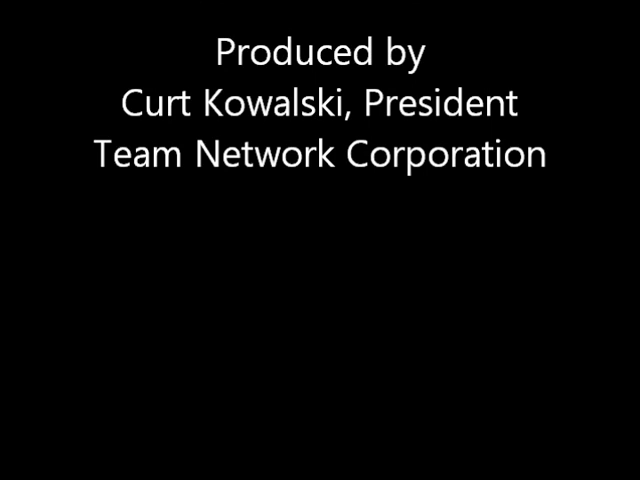 Produced by
Curt Kowalski, President
Team Network Corporation